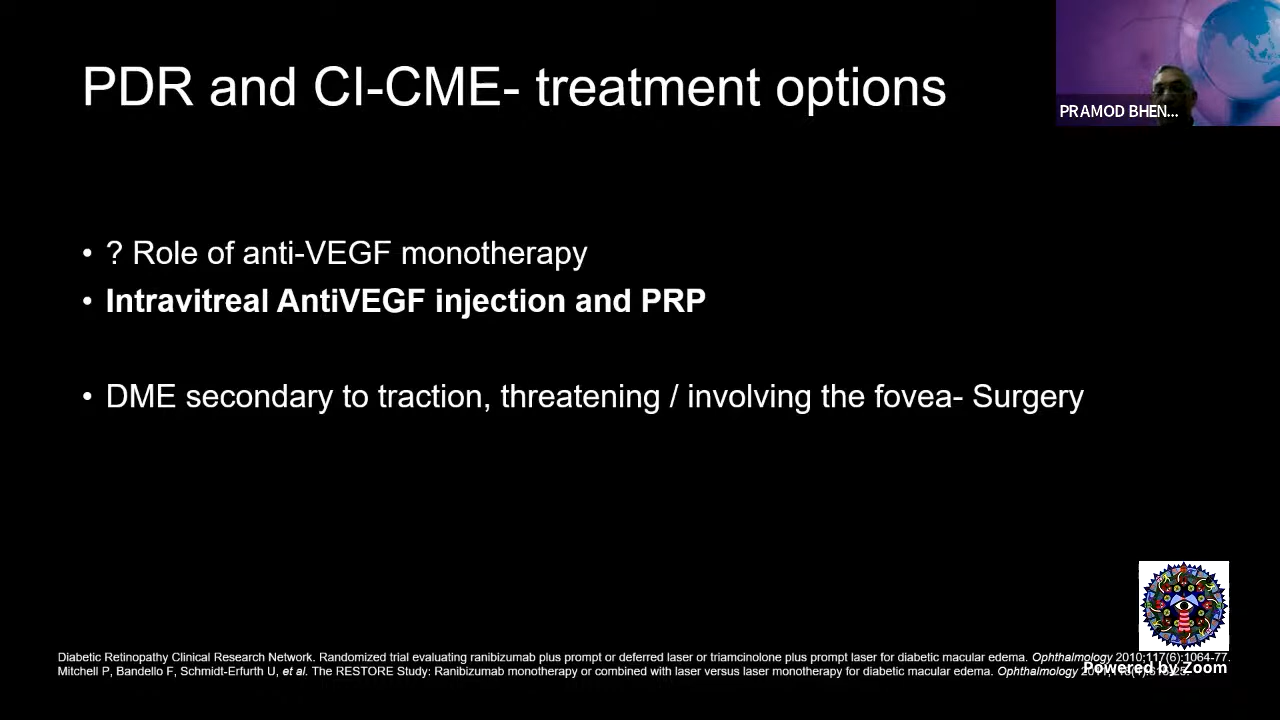 PDR and CI-CME- treatment options
PRAMOD BHEN...
• ? Role of anti-VEGF monotherapy
• Intravitreal AntiVEGF injection and PRP
• DME secondary to traction, threatening / involving the fovea- Surgery
Diabetic Retinopathy Clinical Research Network. Randomized trial evaluating ranibizumab plus prompt or deferred laser or triamcinolone plus prompt laser for diabetic macular edema. Ophthalmology 2010;117(6):1064-77.
Mitchell P, Bandello F, Schmidt-Erfurth U, et al. The RESTORE Study: Ranibizumab monotherapy or combined with laser versus laser monotherapy for diabetic macular edema. Ophthalmology
Powered by Zoom